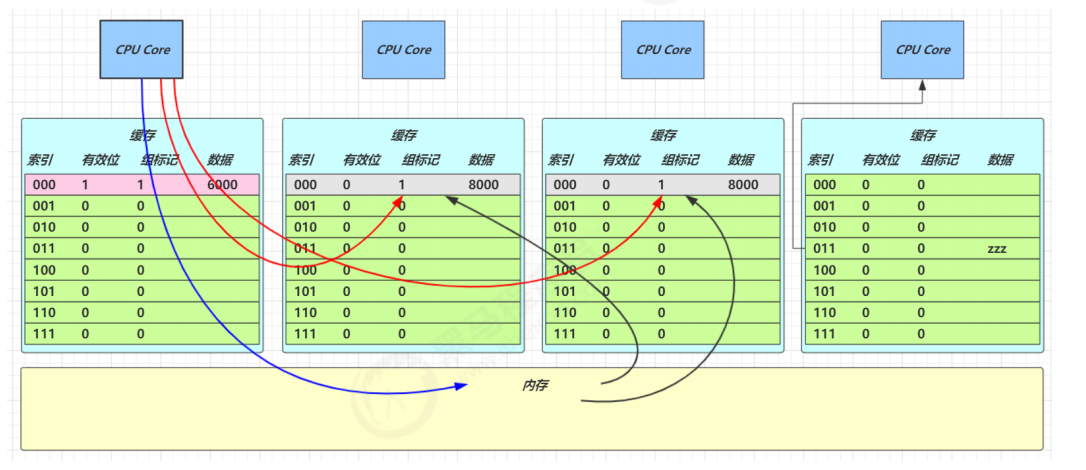 CPU Core CPU Core CPU Core CPU Core
缓存 缓存 缓存 缓存
索引 有效位 组标记 数据 索引 有效位 组标记 数据 索引 有效位 组标记 数据 索引 有效位 组标记 数据
000 1 1 6000 000 0 1 8000 000 0 1 8000 000 0 0
001 0 0 001 0 0 001 0 0 001 0 0
010 0 0 010 0 0 010 0 0 010 0 0
011 0 0 011 0 0 011 0 0 011 0 0 zzz
100 0 0 100 0 0 100 0 0 100 0 0
101 0 0 101 0 0 101 0 0 101 0 0
110 0 0 110 0 0 110 0 0 110 0 0
111 0 0 111 0 0 111 0 0 111 0 0
内存